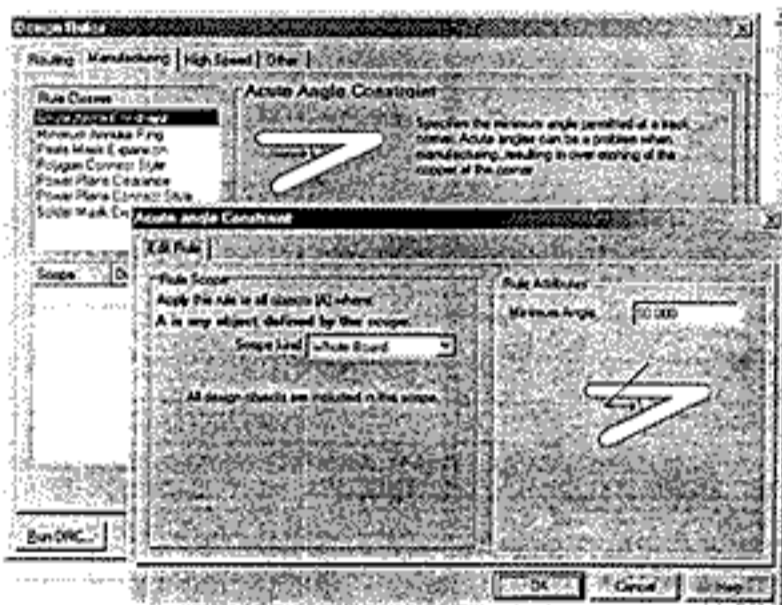 Design Rules
Routing Manufacturing High Speed Other
Rule Classes
Acute Angle Constraint
Minimum Annular Ring
Paste Mask Expansion
Polygon Connect Style
Power Plane Clearance
Power Plane Connect Style
Solder Mask
Acute Angle Constraint
Specifies the minimum angle permitted at a track
corner. Acute angles can be a problem when
manufacturing, resulting in over etching of the
copper at the corner
Scope
Run DRC...
Acute angle Constraint
Edit Rule
Rule Scope
Apply this rule to all objects (A) where:
A is any object defined by this scope.
Scope kind Whole Board
All design objects are included in this scope.
Rule Attributes
Minimum Angle
OK Cancel Help